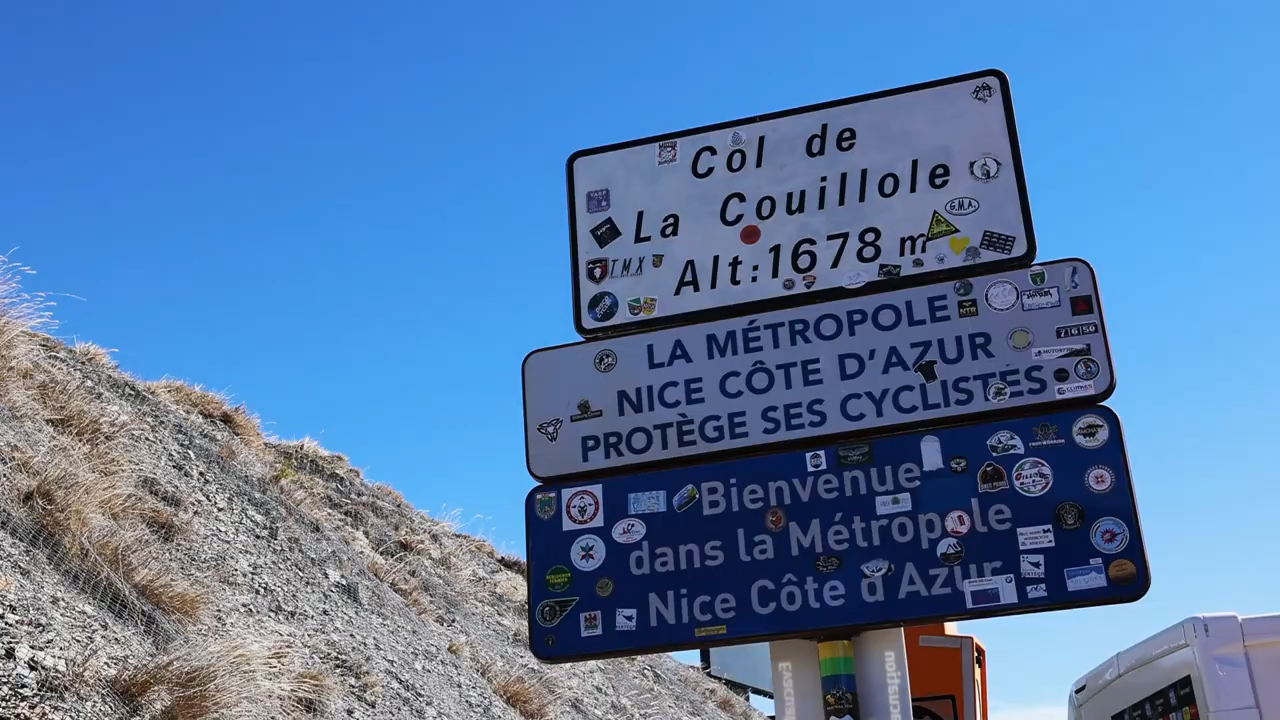 Col de
La Couillole
Alt:1678 m
G.M.A.
T.M.X
LA MÉTROPOLE
NICE CÔTE D'AZUR
PROTÈGE SES CYCLISTES
NTR
Bienvenue
dans la Métropole
Nice Côte d'Azur